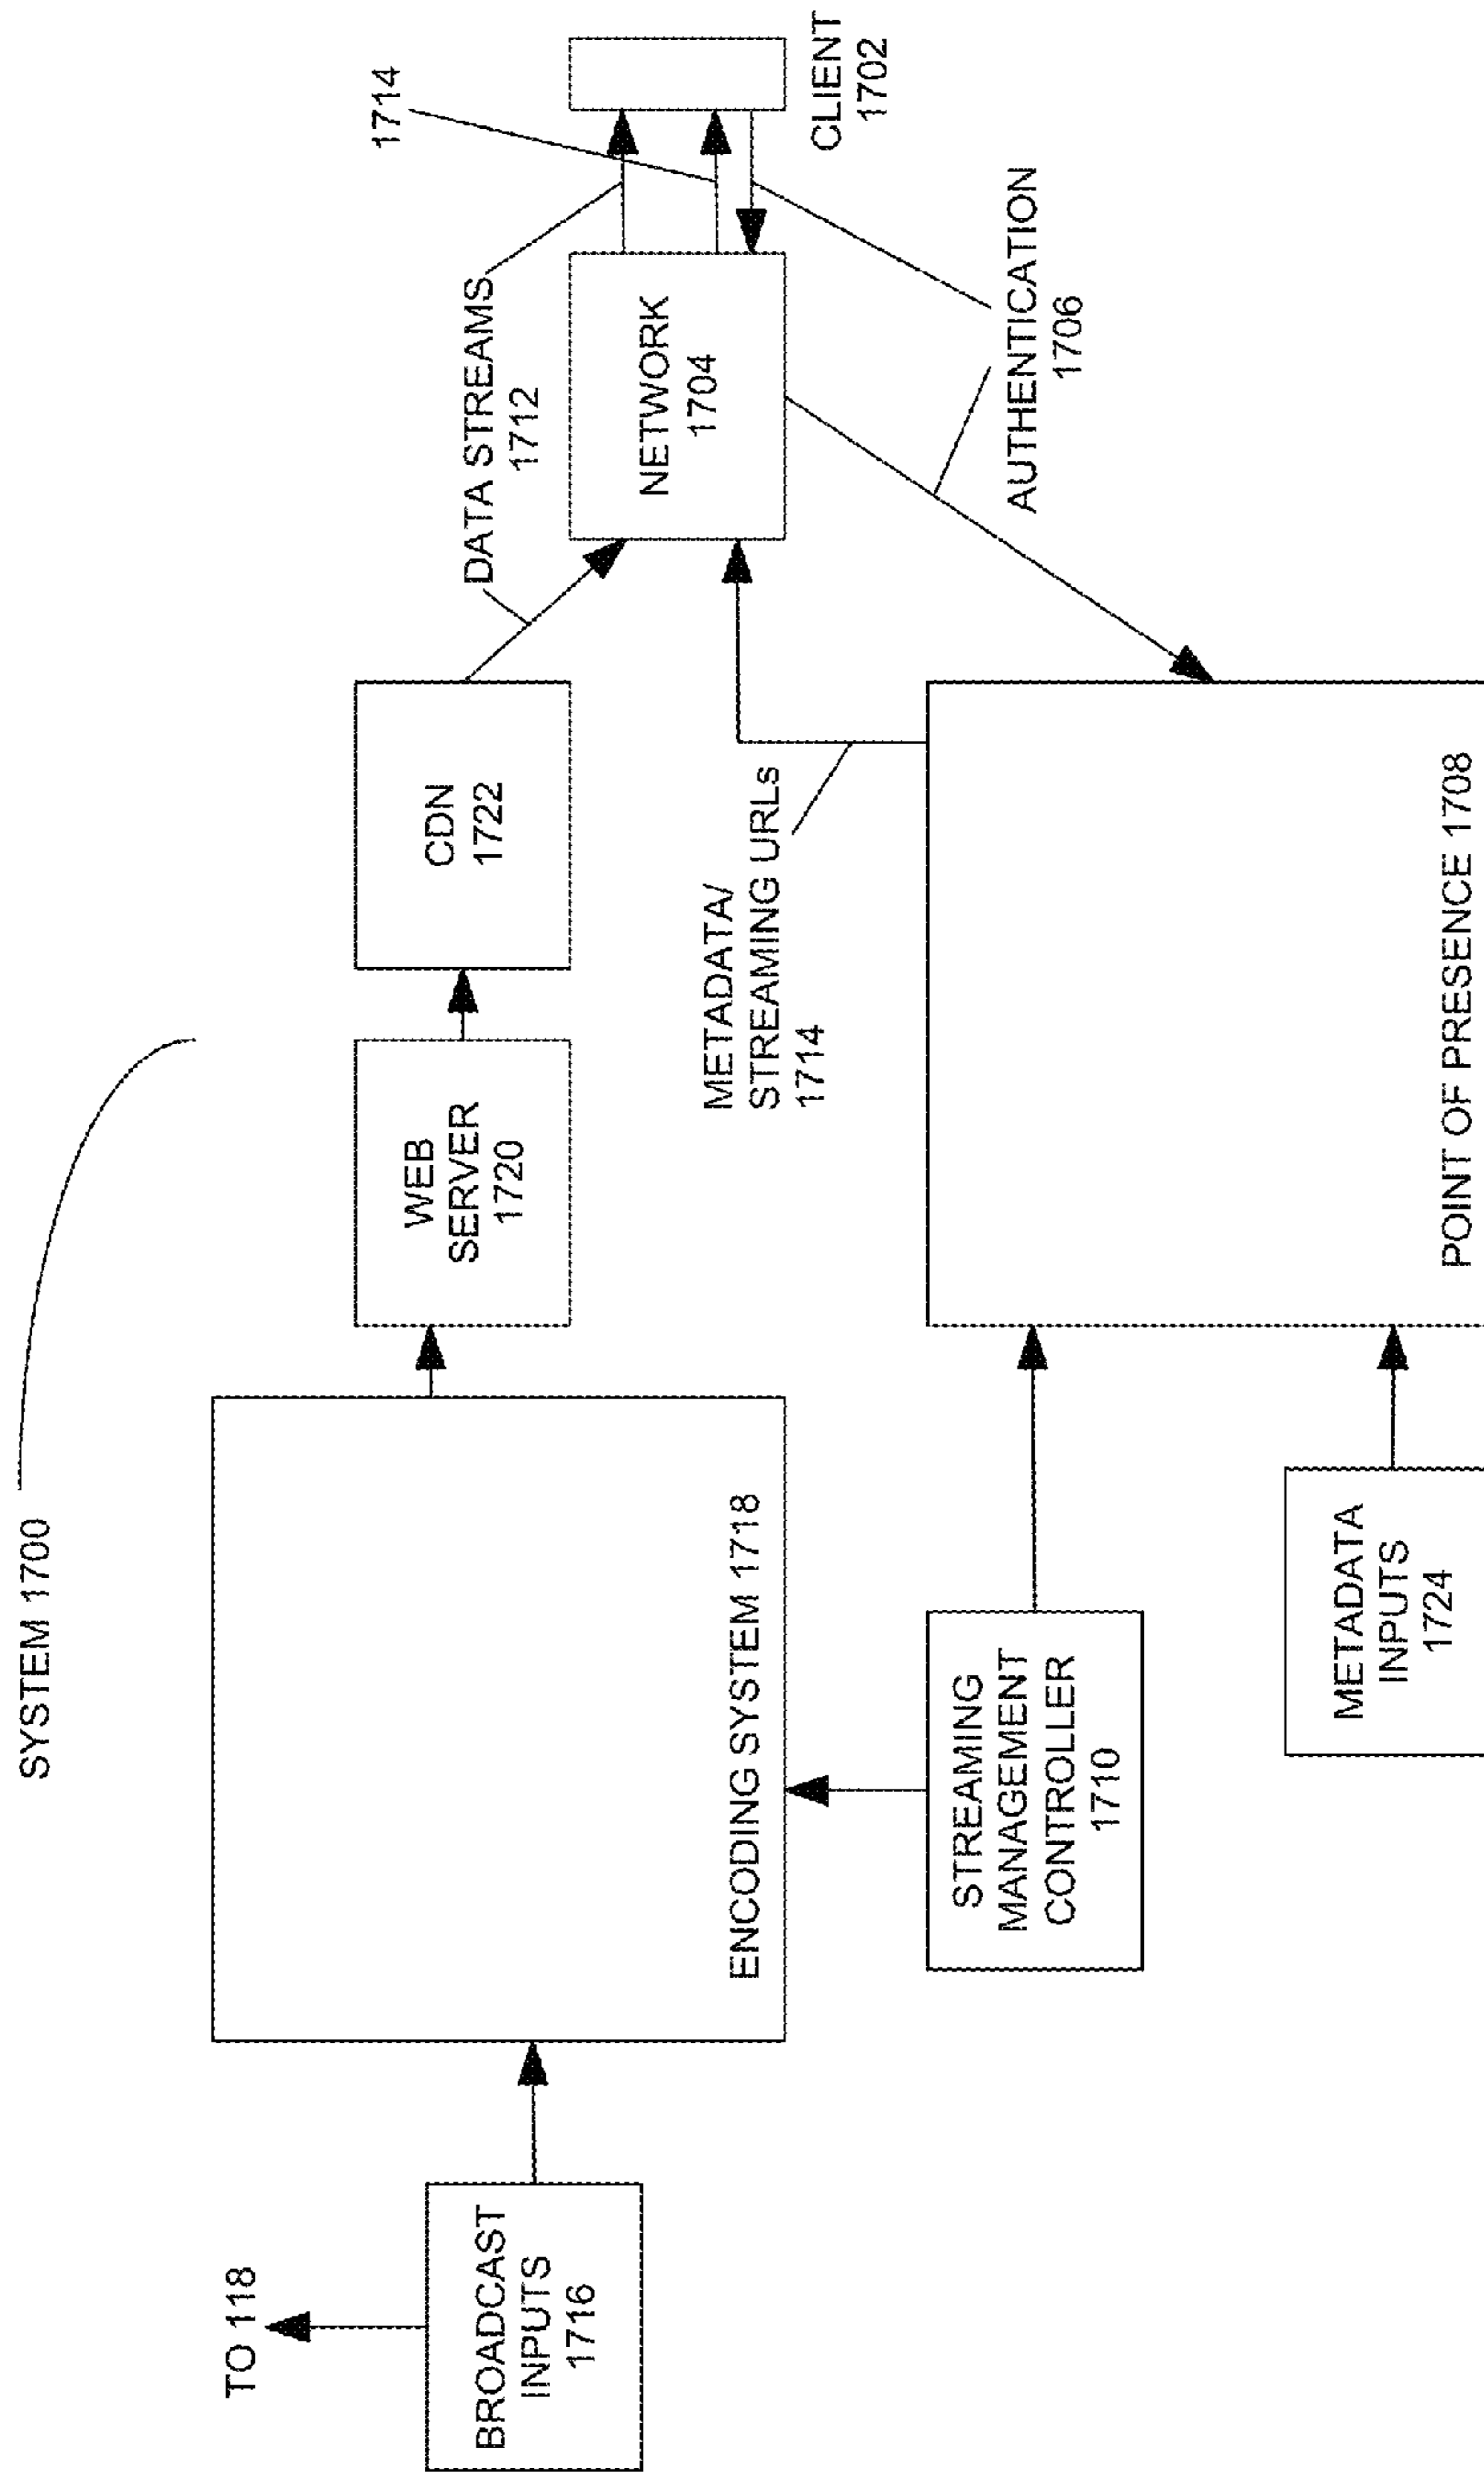 SYSTEM 1700
TO 118
BROADCAST
INPUTS
1716
ENCODING SYSTEM 1718
WEB
SERVER
1720
CDN
1722
DATA STREAMS
1712
1714
NETWORK
1704
CLIENT
1702
METADATA/
STREAMING URLs
1714
AUTHENTICATION
1706
STREAMING
MANAGEMENT
CONTROLLER
1710
METADATA
INPUTS
1724
POINT OF PRESENCE 1708